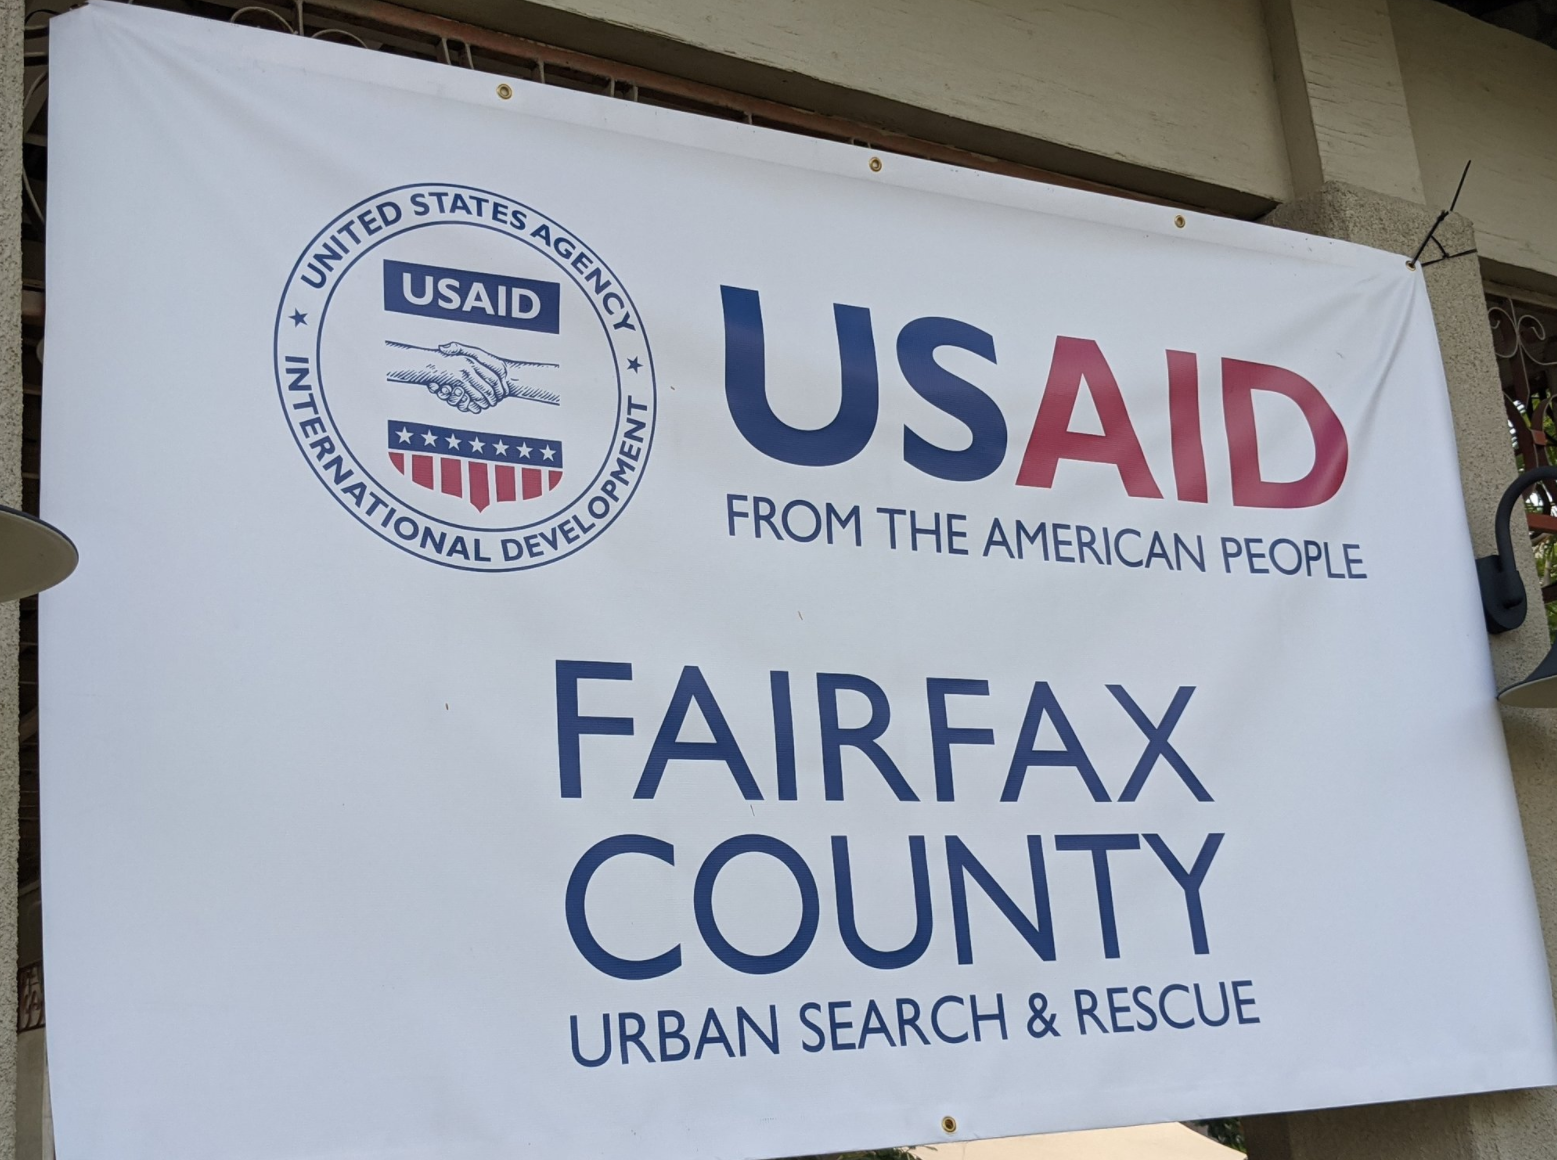 UNITED STATES AGENCY
INTERNATIONAL DEVELOPMENT
USAID
USAID
FROM THE AMERICAN PEOPLE
FAIRFAX
COUNTY
URBAN SEARCH & RESCUE